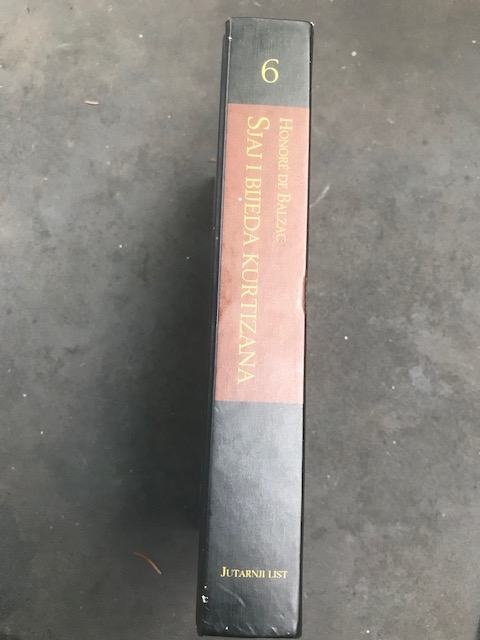 6
HONORÉ DE BALZAC
SJAJ I BIJEDA KURTIZANA
JUTARNJI LIST